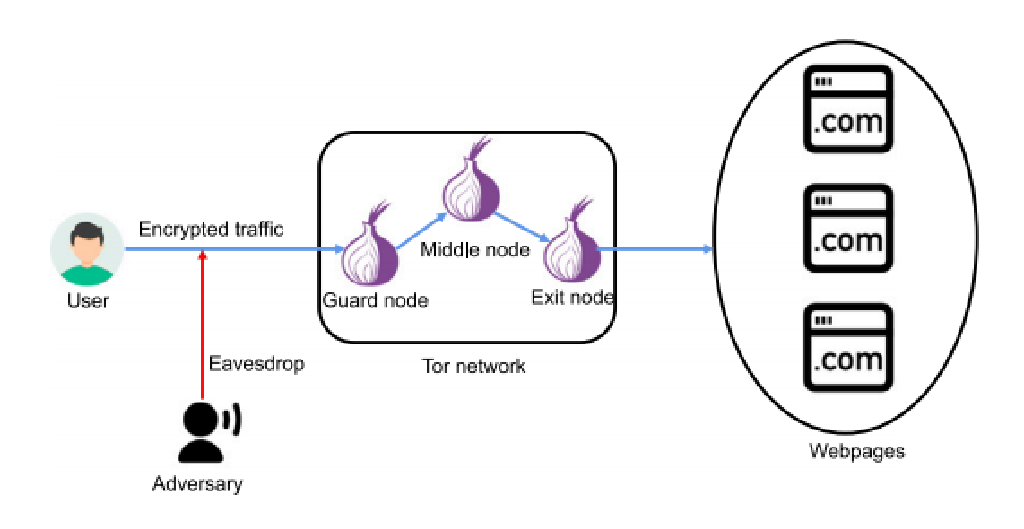 .com
.com
.com
Encrypted traffic
User
Guard node
Middle node
Exit node
Tor network
Eavesdrop
Adversary
Webpages